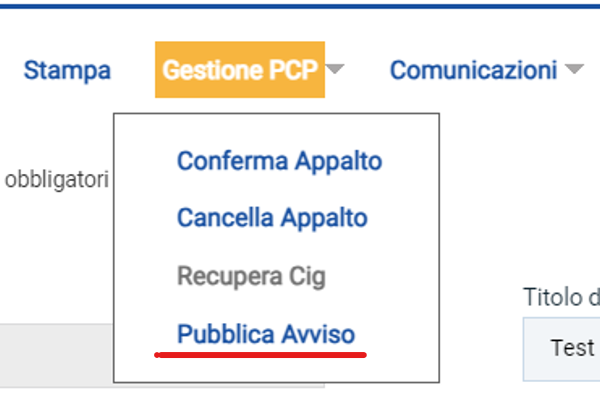 Stampa
Gestione PCP
Comunicazioni
Conferma Appalto
obbligatori
Cancella Appalto
Recupera Cig
Titolo d
Pubblica Avviso
Test